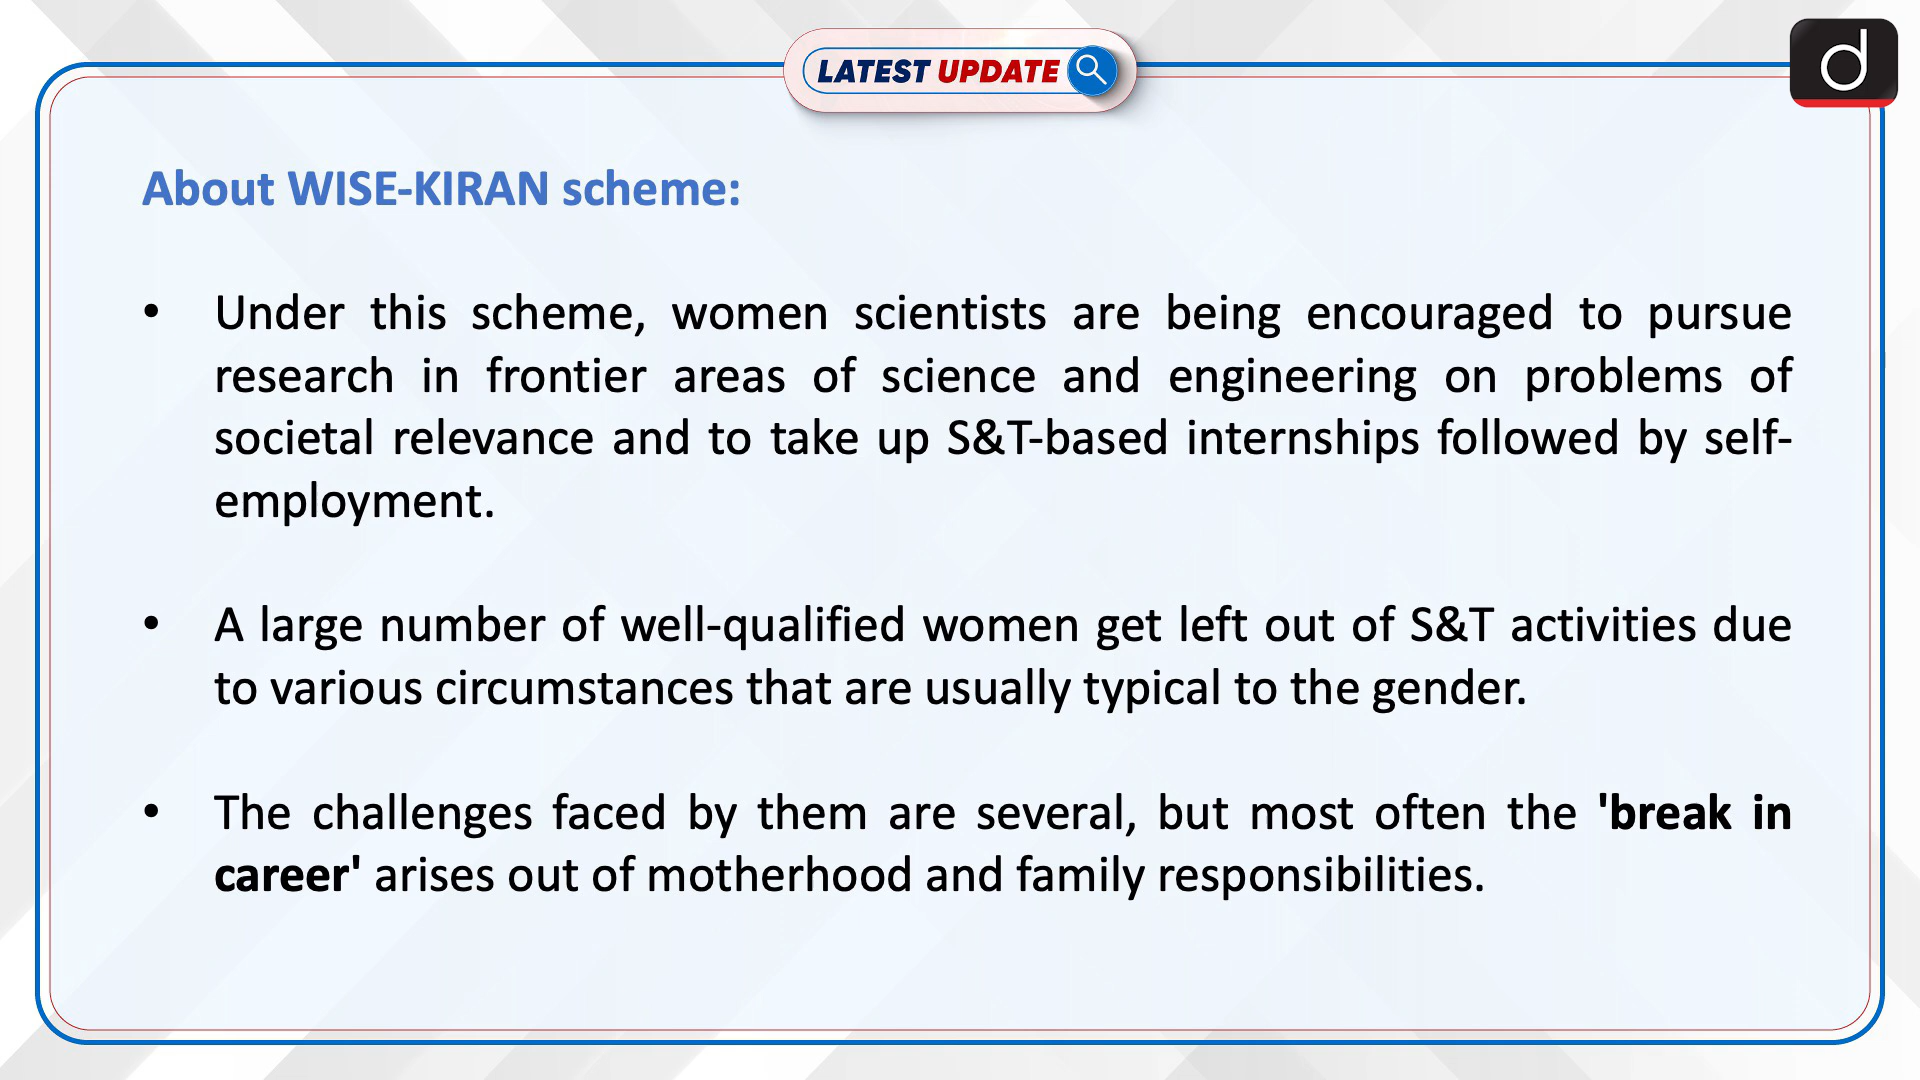 LATEST UPDATE
d
About WISE-KIRAN scheme:
• Under this scheme, women scientists are being encouraged to pursue
research in frontier areas of science and engineering on problems of
societal relevance and to take up S&T-based internships followed by self-
employment.
• A large number of well-qualified women get left out of S&T activities due
to various circumstances that are usually typical to the gender.
• The challenges faced by them are several, but most often the 'break in
career' arises out of motherhood and family responsibilities.